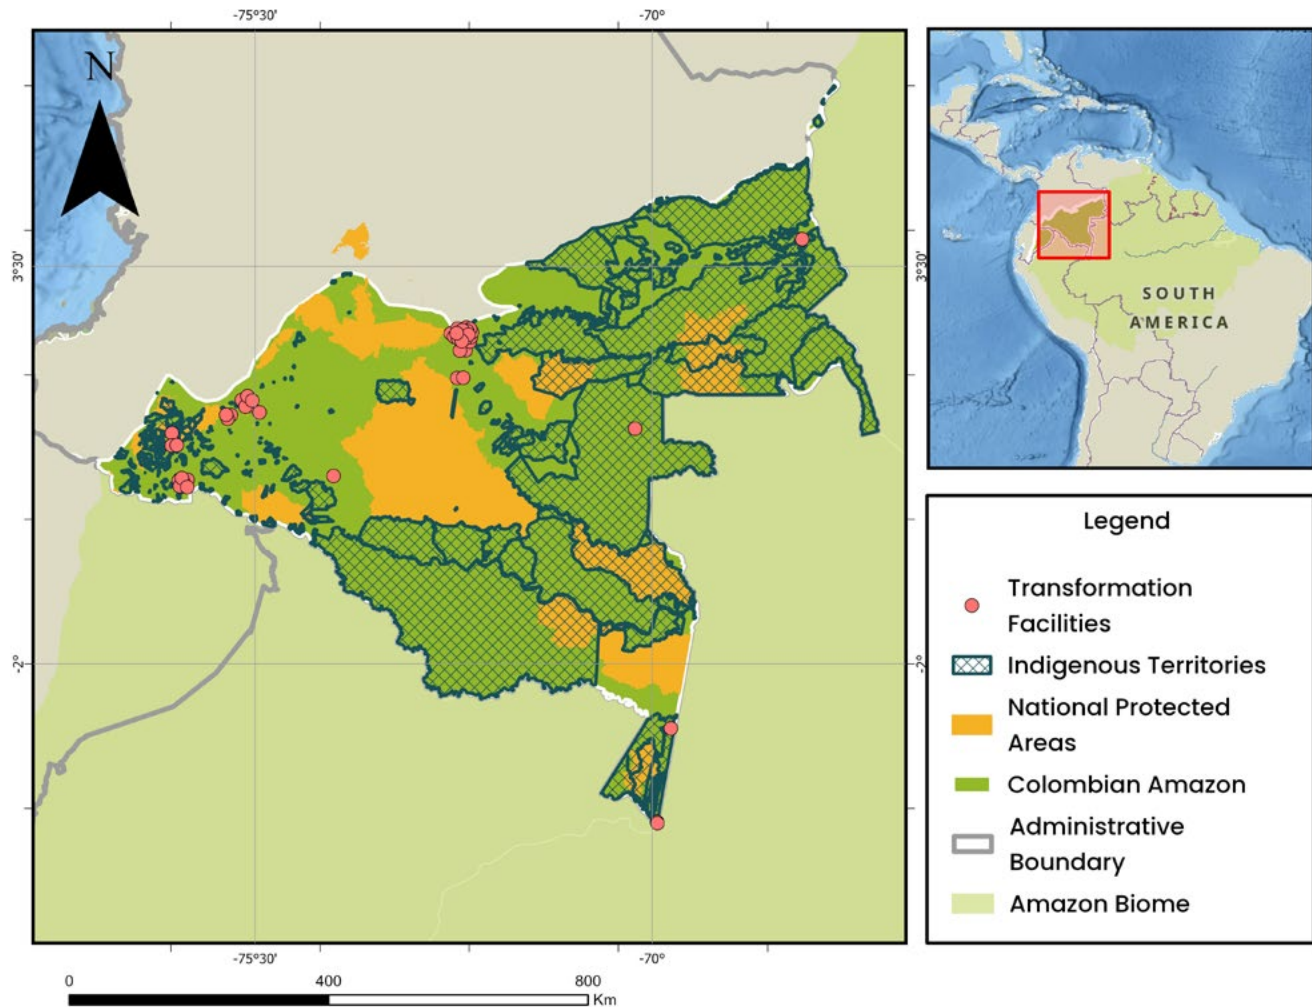 -75°30'
-70°
N
3°30'
3°30'
-2°
-2°
-75°30'
-70°
0
400
800
Km
SOUTH
AMERICA
Legend
Transformation
Facilities
Indigenous Territories
National Protected
Areas
Colombian Amazon
Administrative
Boundary
Amazon Biome